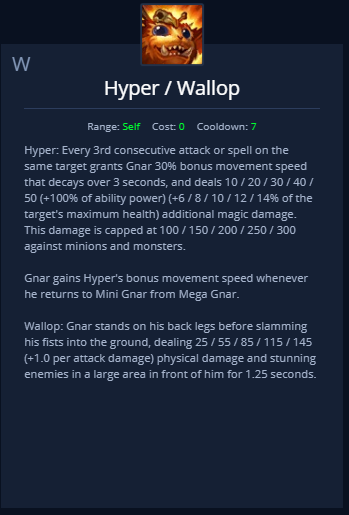 W
Hyper / Wallop
Range: Self Cost: 0 Cooldown: 7
Hyper: Every 3rd consecutive attack or spell on the
same target grants Gnar 30% bonus movement speed
that decays over 3 seconds, and deals 10 / 20 / 30 / 40 /
50 (+100% of ability power) (+6 / 8 / 10 / 12 / 14% of the
target's maximum health) additional magic damage.
This damage is capped at 100 / 150 / 200 / 250 / 300
against minions and monsters.
Gnar gains Hyper's bonus movement speed whenever
he returns to Mini Gnar from Mega Gnar.
Wallop: Gnar stands on his back legs before slamming
his fists into the ground, dealing 25 / 55 / 85 / 115 / 145
(+1.0 per attack damage) physical damage and stunning
enemies in a large area in front of him for 1.25 seconds.